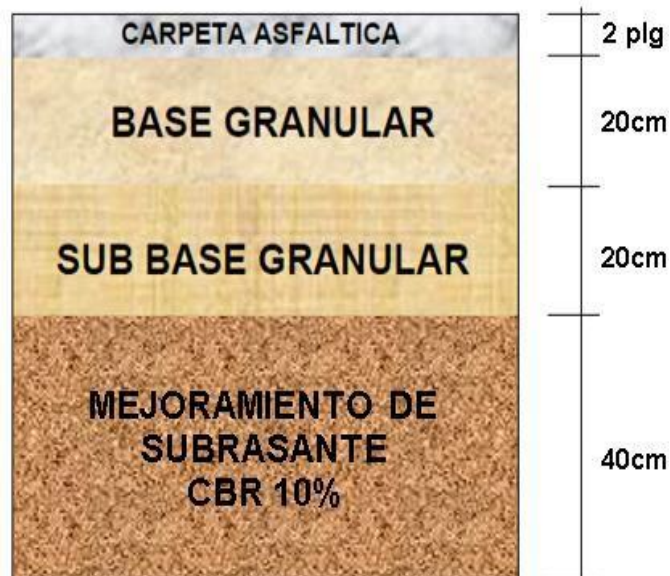 CARPETA ASFALTICA
2 plg
BASE GRANULAR
20cm
SUB BASE GRANULAR
20cm
MEJORAMIENTO DE
SUBRASANTE
CBR 10%
40cm